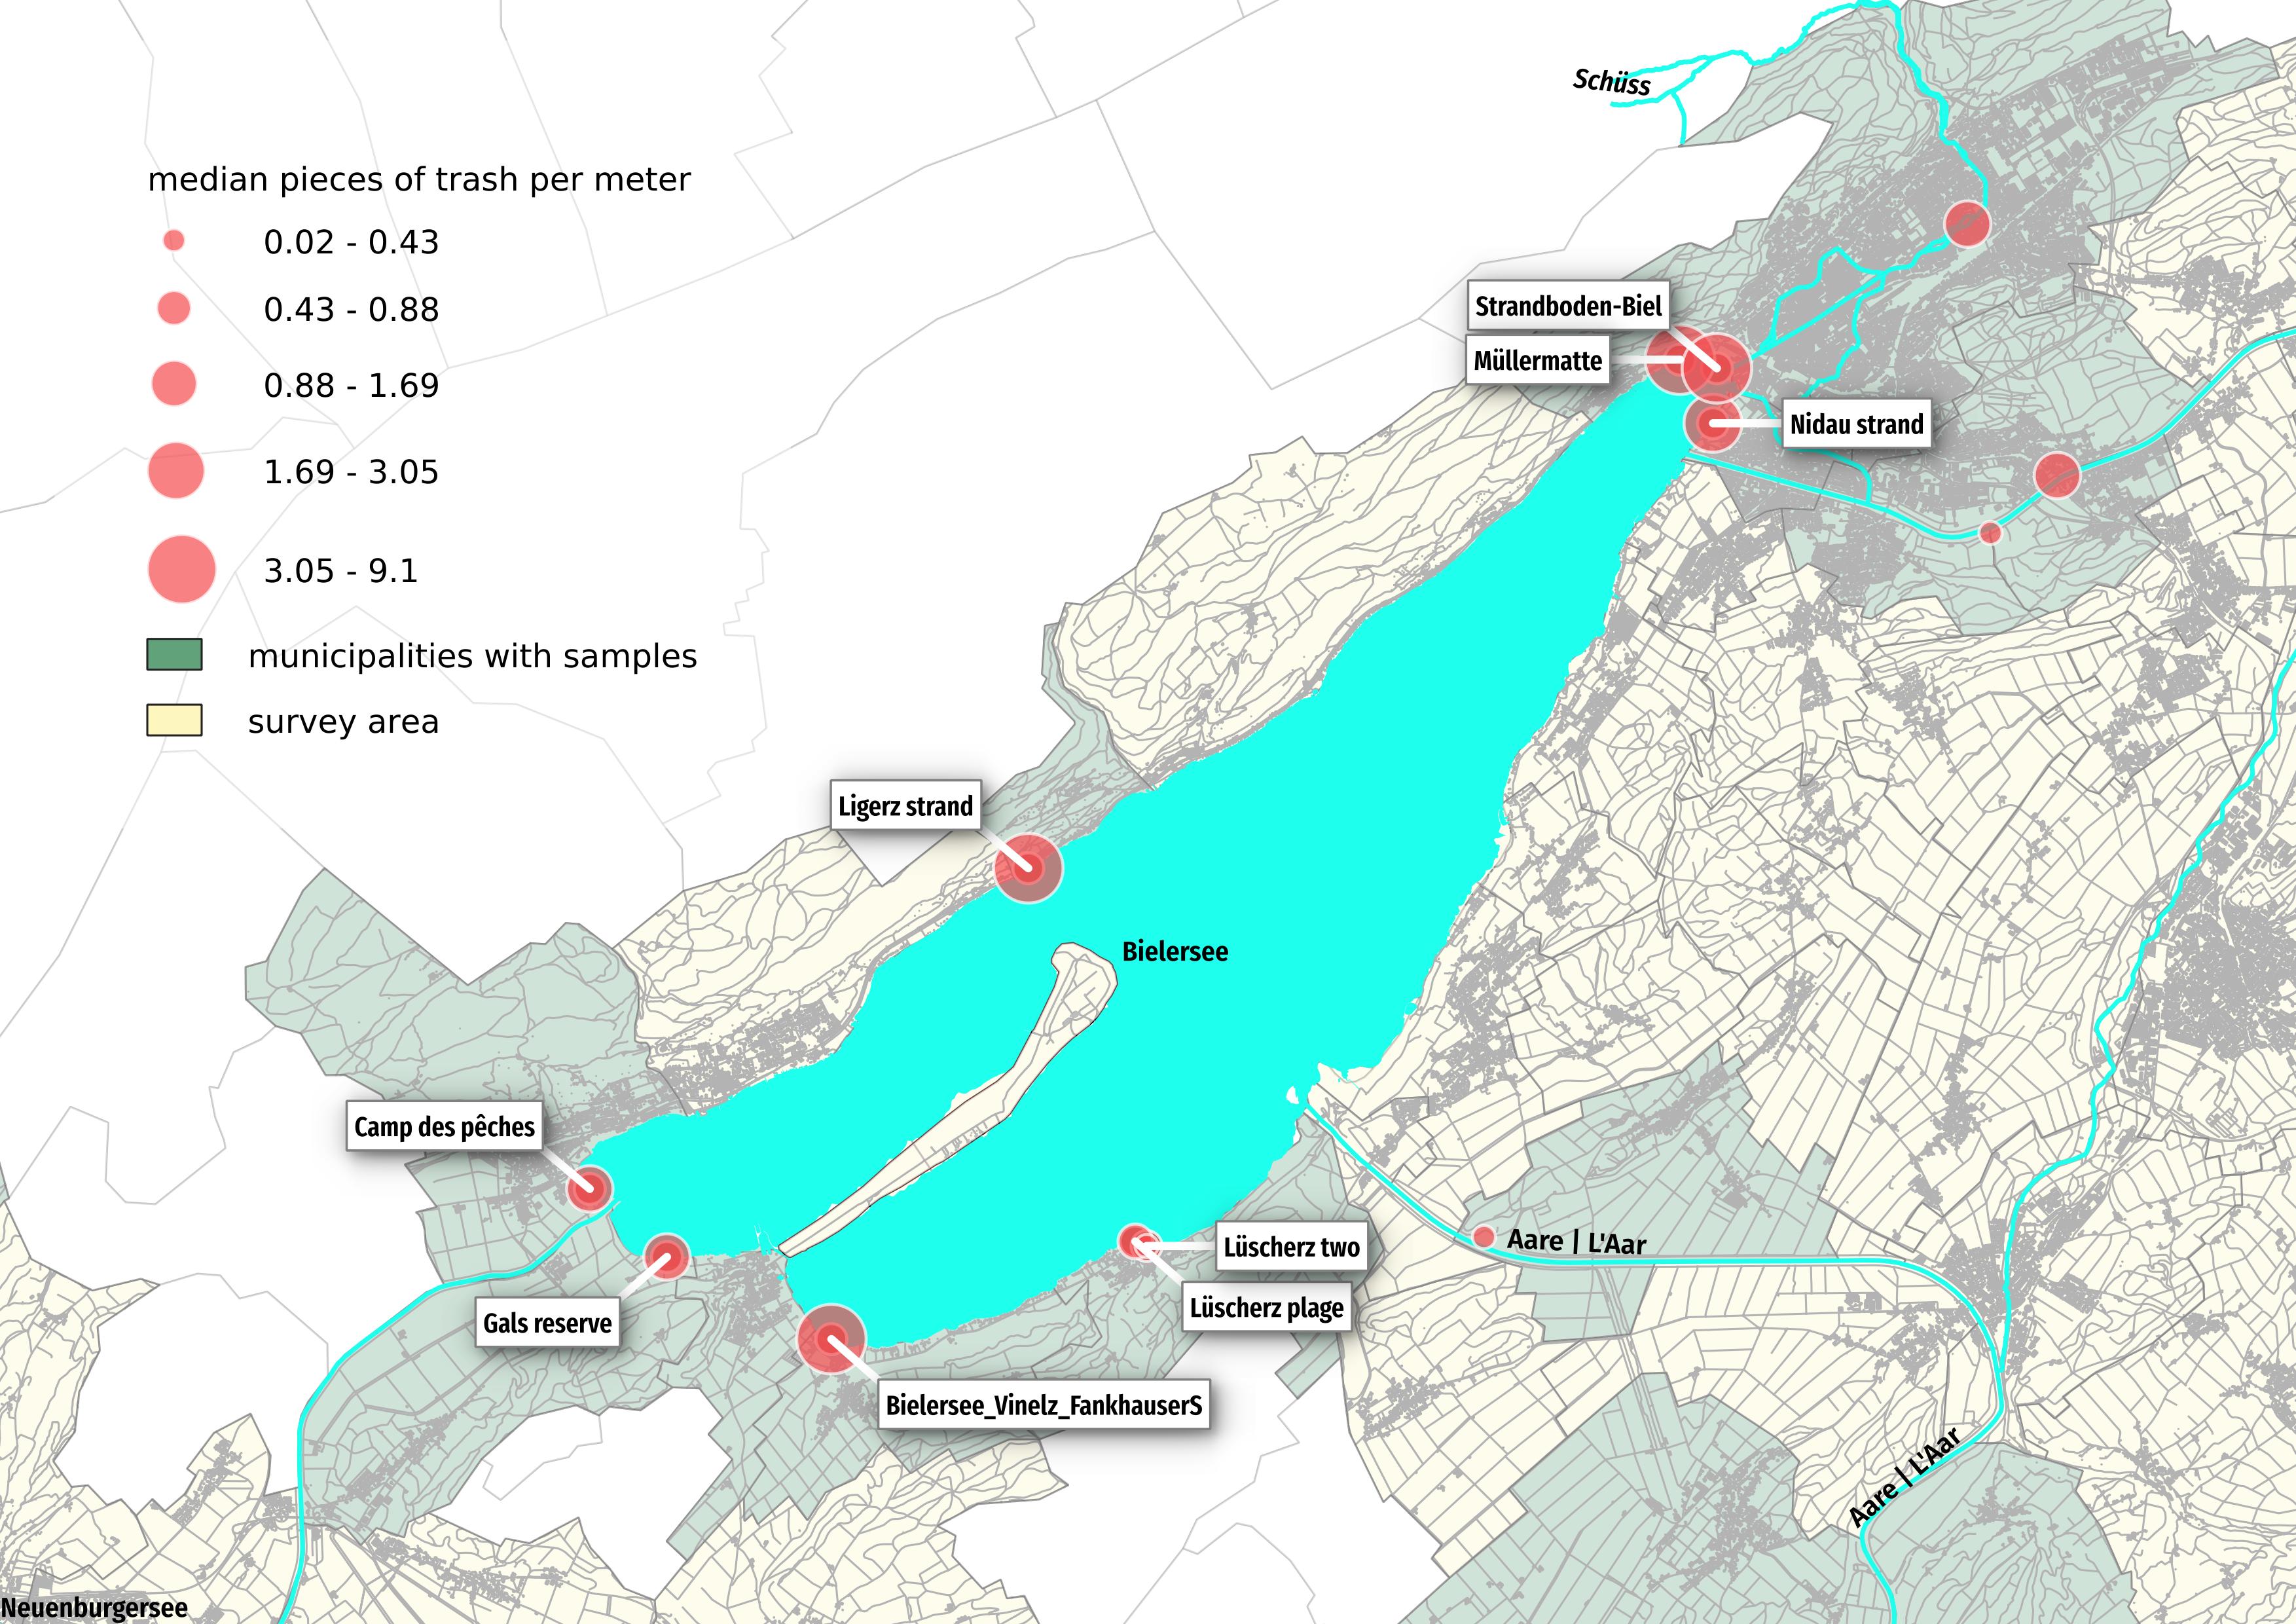 Schüss
median pieces of trash per meter
0.02 - 0.43
0.43 - 0.88
0.88 - 1.69
1.69 - 3.05
3.05 - 9.1
municipalities with samples
survey area
Strandboden-Biel
Müllermatte
Nidau strand
Ligerz strand
Bielersee
Camp des pêches
Gals reserve
Lüscherz two
Lüscherz plage
Bielersee_Vinelz_FankhauserS
Aare | L'Aar
Aare | L'Aar
Neuenburgersee